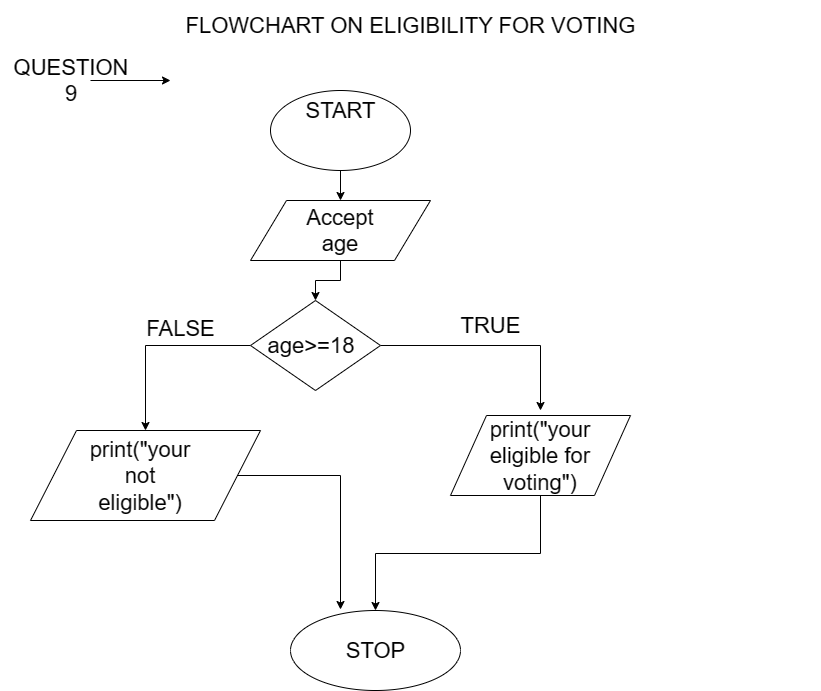 FLOWCHART ON ELIGIBILITY FOR VOTING
QUESTION
9
START
Accept
age
age>=18
FALSE
TRUE
print("your
not
eligible")
print("your
eligible for
voting")
STOP